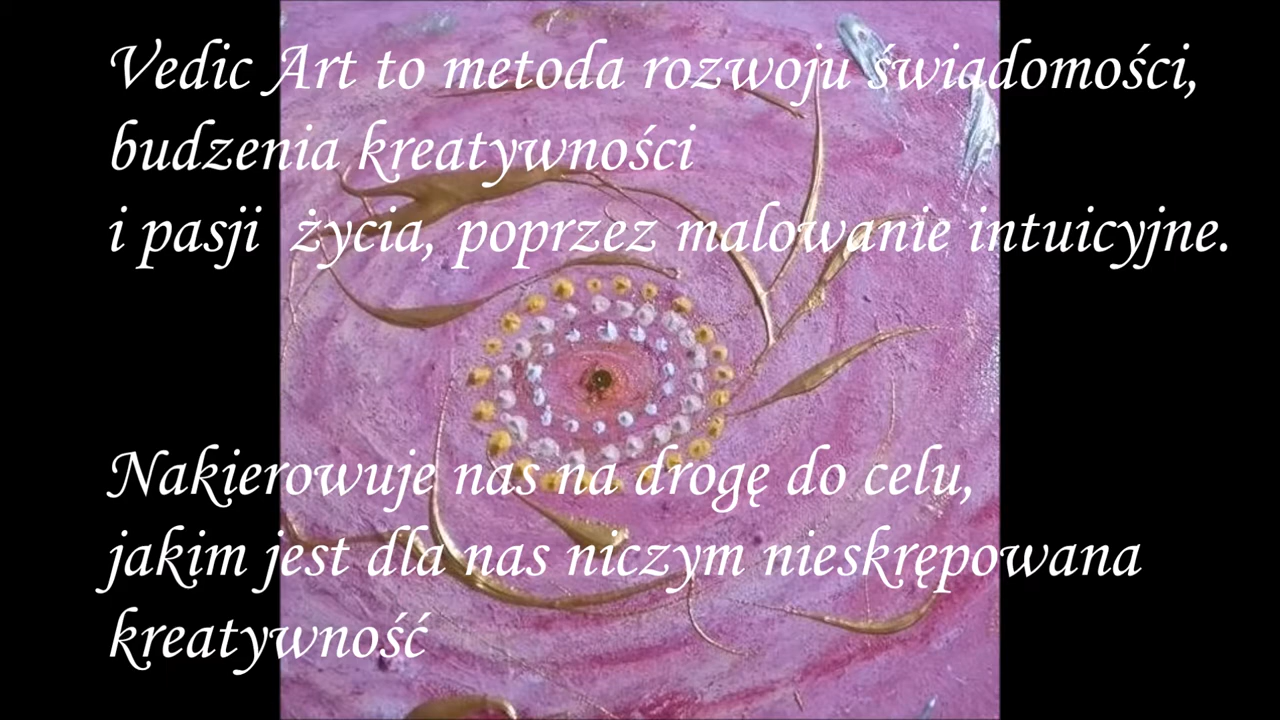 Vedic Art to metoda rozwoju świadomości,
budzenia kreatywności
i pasji życia, poprzez malowanie intuicyjne.
Nakierowuje nas na drogę do celu,
jakim jest dla nas niczym nieskrępowana
kreatywność